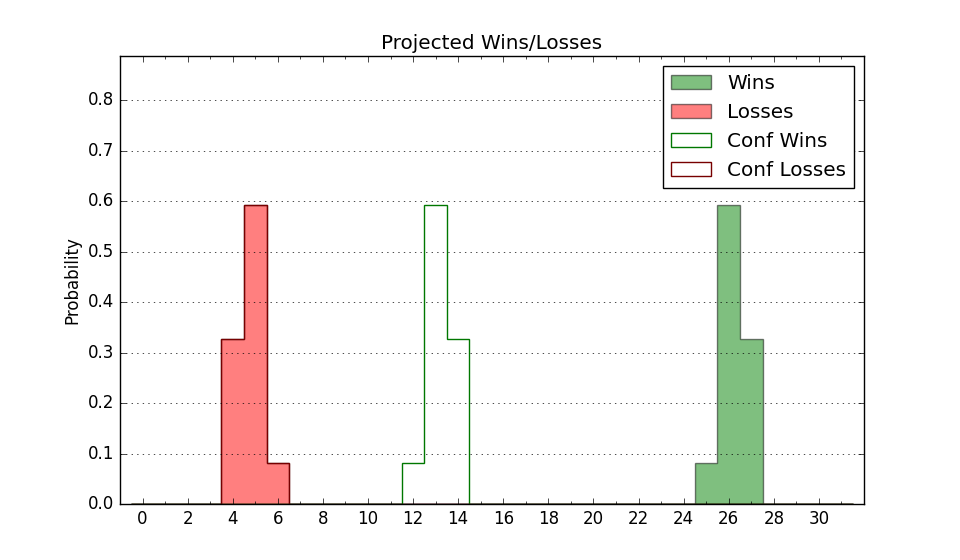 Projected Wins/Losses
Wins
Losses
Conf Wins
Conf Losses
Probability
0.8
0.7
0.6
0.5
0.4
0.3
0.2
0.1
0.0
0 2 4 6 8 10 12 14 16 18 20 22 24 26 28 30